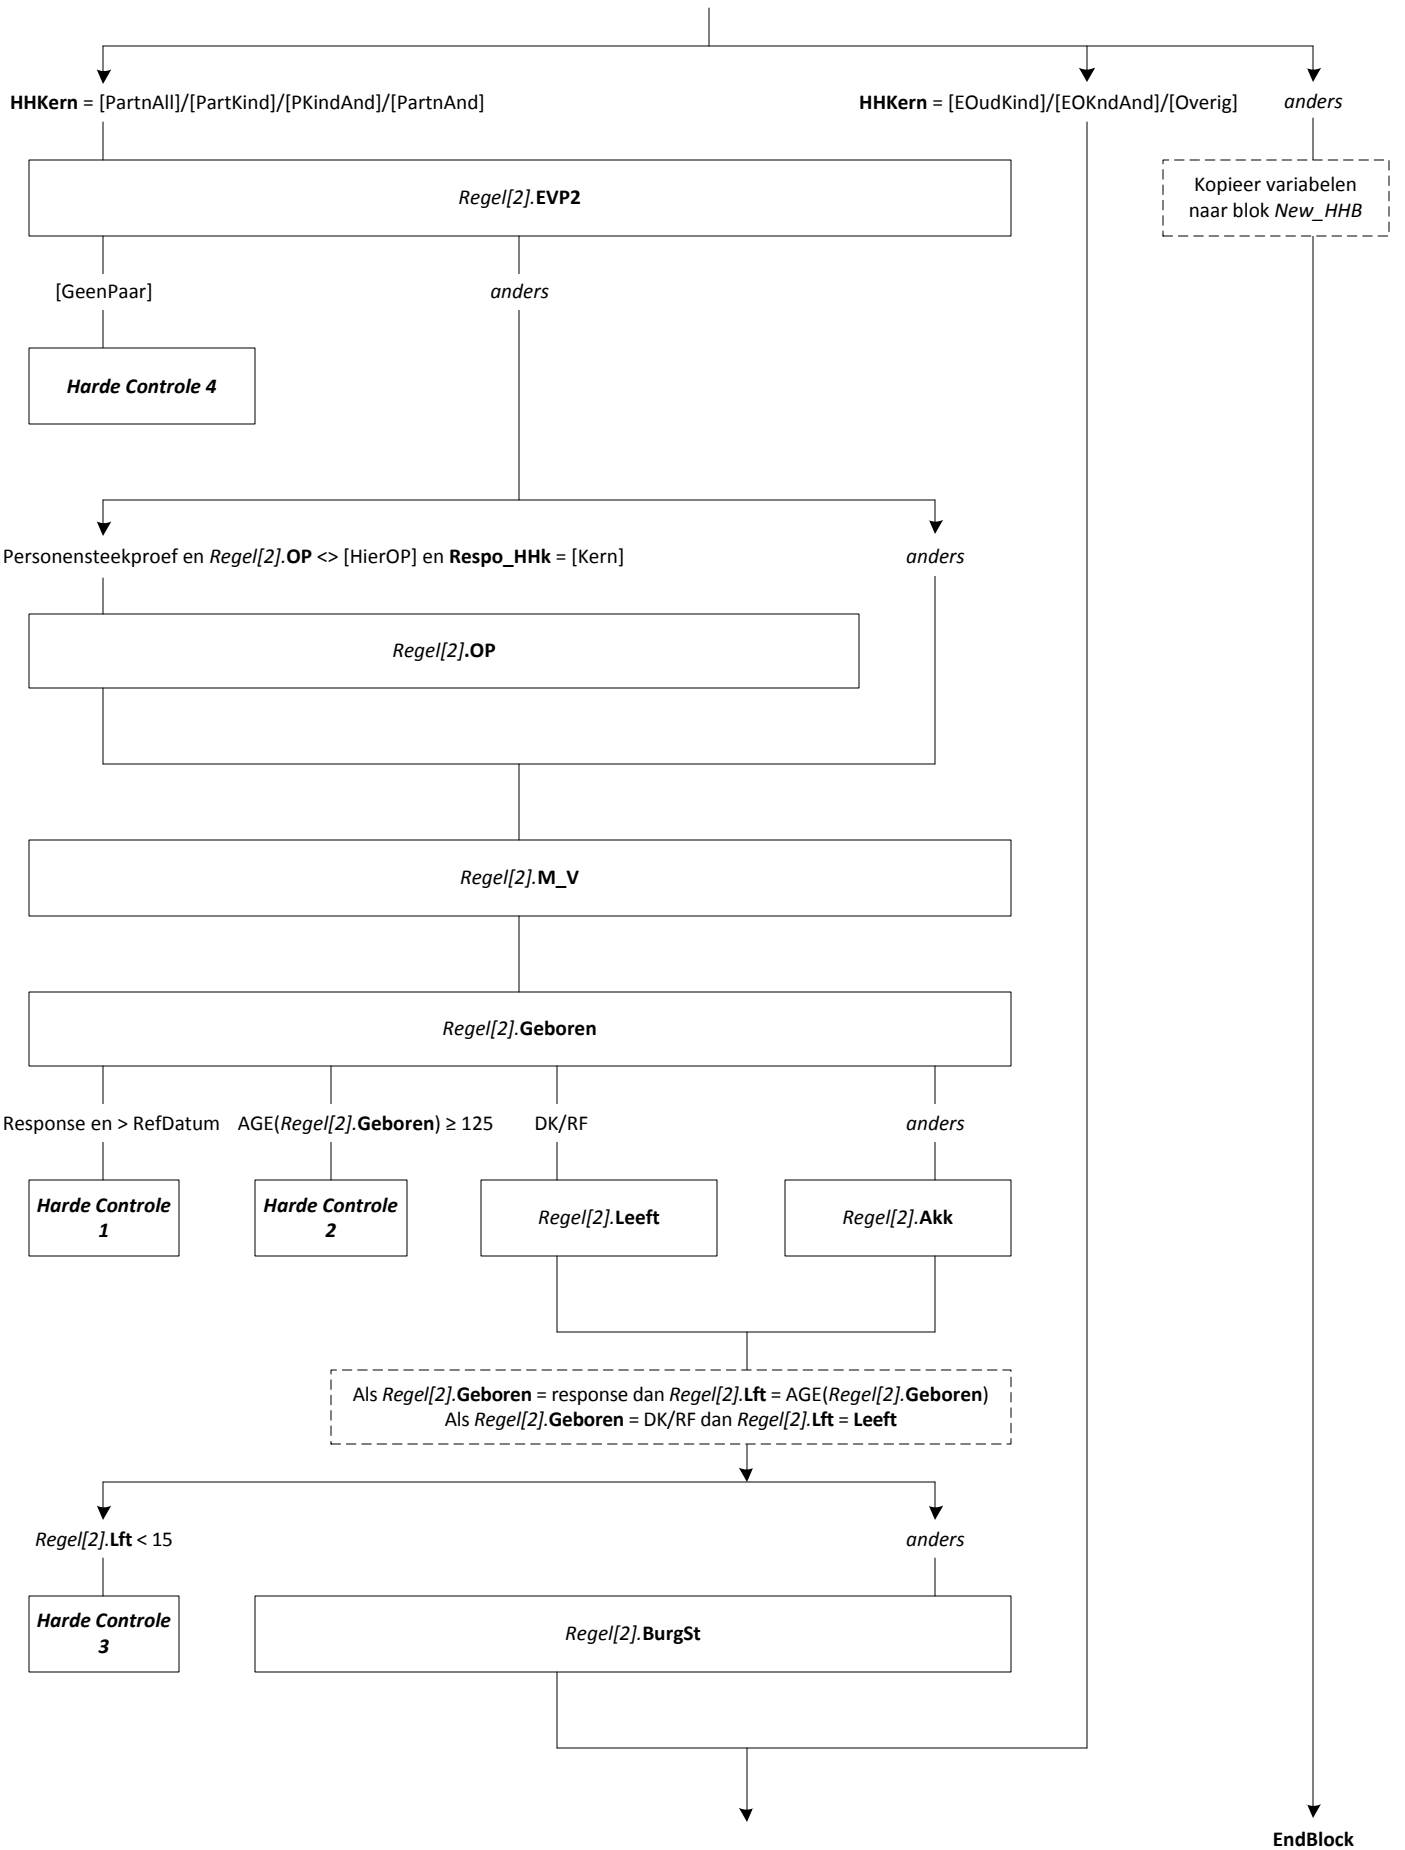 HHKern = [PartnAll]/[PartKind]/[PKindAnd]/[PartnAnd]
HHKern = [EOudKind]/[EOKndAnd]/[Overig]
anders
Kopieer variabelen
naar blok New_HHB
Regel[2].EVP2
[GeenPaar]
anders
Harde Controle 4
Personensteekproef en Regel[2].OP <> [HierOP] en Respo_HHk = [Kern]
anders
Regel[2].OP
Regel[2].M_V
Regel[2].Geboren
Response en > RefDatum
AGE(Regel[2].Geboren) ≥ 125
DK/RF
anders
Harde Controle
1
Harde Controle
2
Regel[2].Leeft
Regel[2].Akk
Als Regel[2].Geboren = response dan Regel[2].Lft = AGE(Regel[2].Geboren)
Als Regel[2].Geboren = DK/RF dan Regel[2].Lft = Leeft
Regel[2].Lft < 15
anders
Harde Controle
3
Regel[2].BurgSt
EndBlock